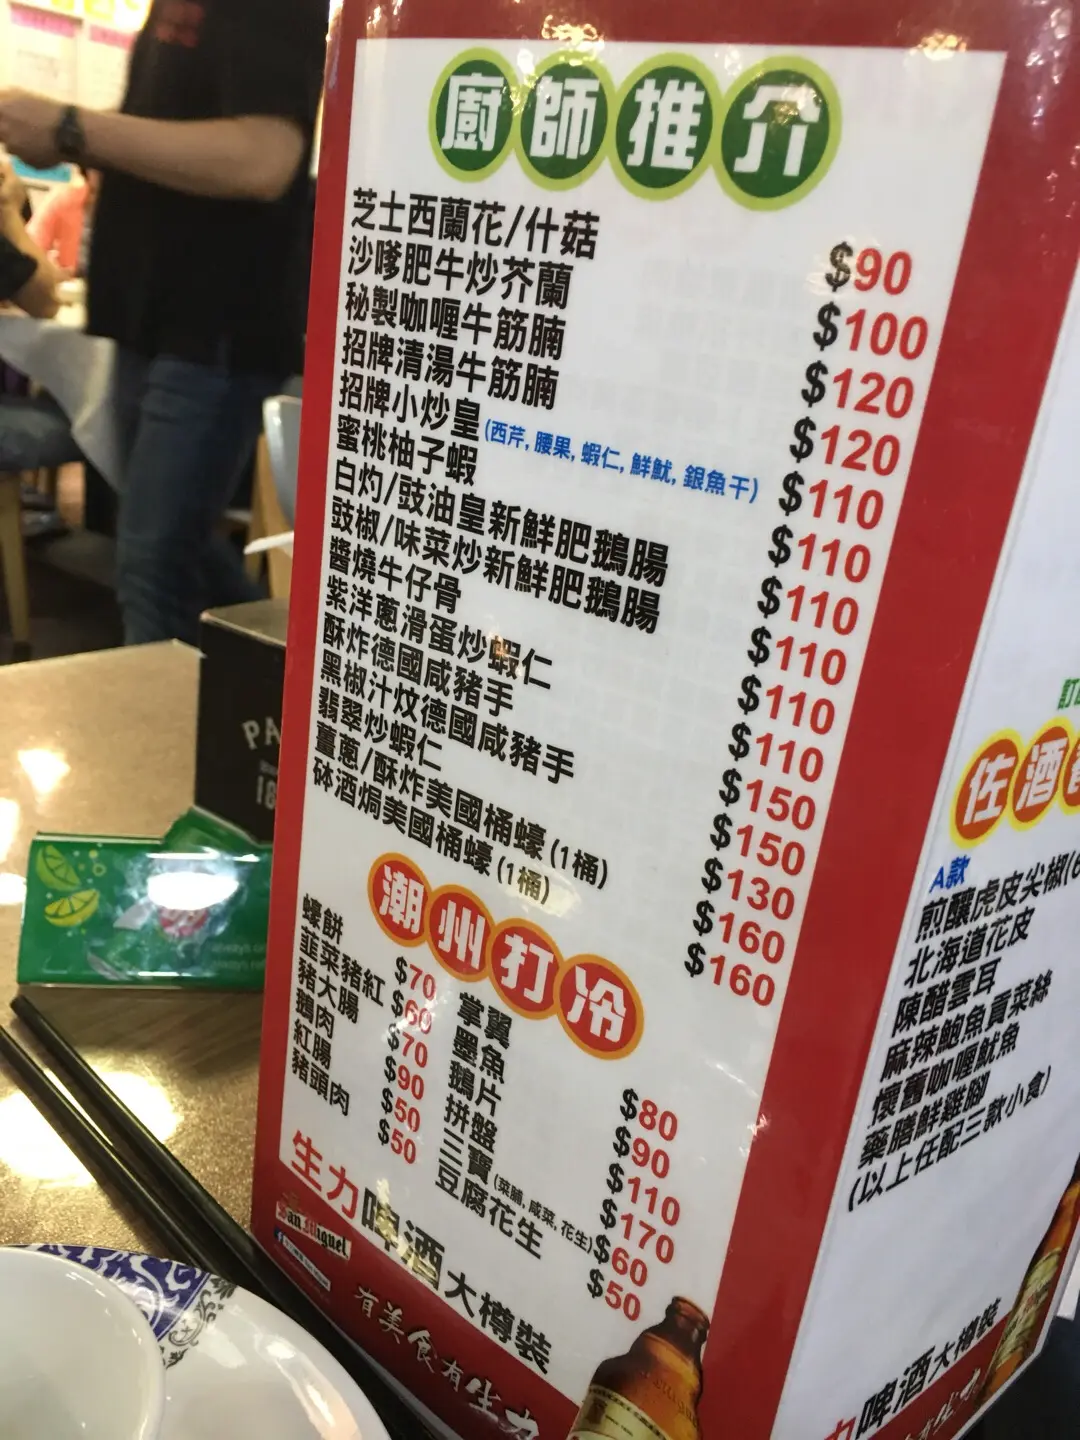 廚師推介
芝士西蘭花/什菇 $90
沙嗲肥牛炒芥蘭 $100
秘製咖喱牛筋腩 $120
招牌清湯牛筋腩 $120
招牌小炒皇(西芹, 腰果, 蝦仁, 鮮魷, 銀魚干) $110
蜜桃柚子蝦 $110
白灼/豉油皇新鮮肥鵝腸 $110
豉椒/味菜炒新鮮肥鵝腸 $110
醬燒牛仔骨 $110
紫洋蔥滑蛋炒蝦仁 $110
酥炸德國咸豬手 $150
黑椒汁炆德國咸豬手 $150
翡翠炒蝦仁 $130
薑蔥/酥炸美國桶蠔(1桶) $160
砵酒焗美國桶蠔(1桶) $160
潮州打冷
蠔餅 $70
韮菜豬紅 $60
豬大腸 $70
鵝肉 $90
紅腸 $50
豬頭肉 $50
掌翼 $80
墨魚 $90
鵝片 $110
拼盤 $170
三寶(菜脯, 咸菜, 花生) $60
豆腐花生 $50
生力啤酒大樽裝
San Miguel
有美食有生力
佐酒
A款
煎釀虎皮尖椒(6
北海道花皮
陳醋雲耳
麻辣鮑魚貢菜絲
懷舊咖喱魷魚
藥膳鮮雞腳
(以上任配三款小食)
力啤酒大樽裝
PA
18
always